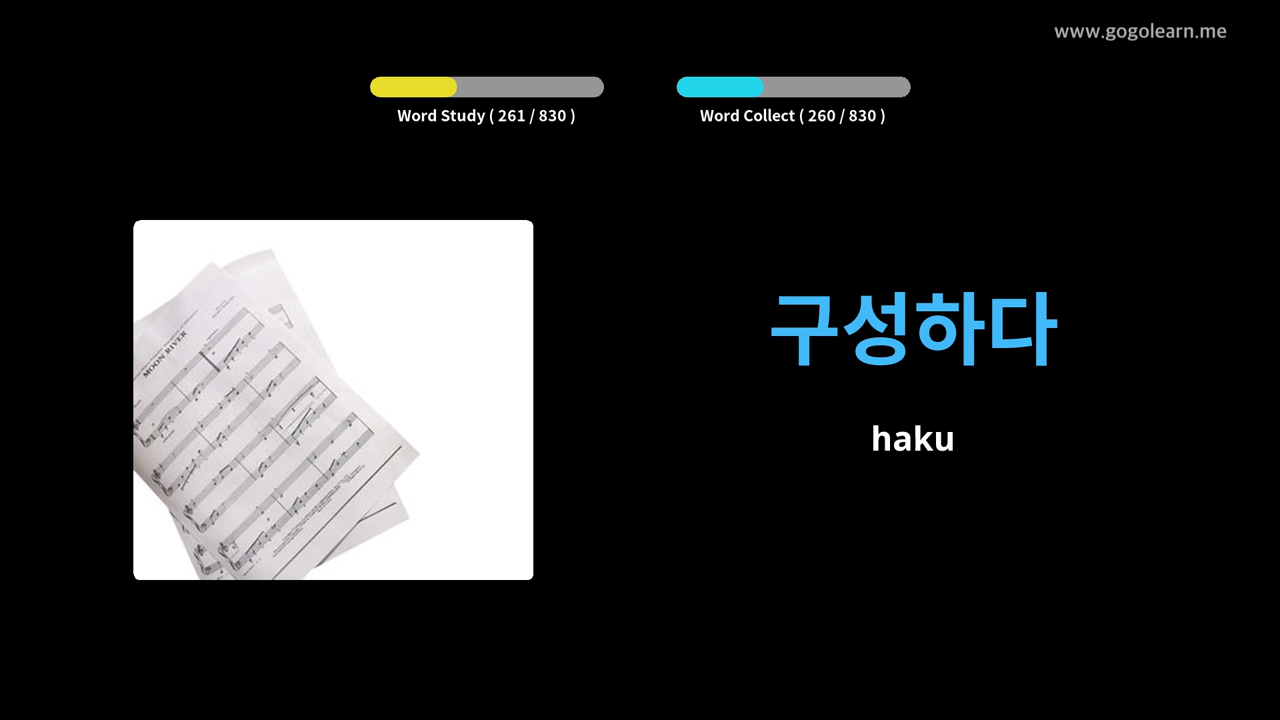 www.gogolearn.me
Word Study ( 261 / 830 )
Word Collect ( 260 / 830 )
MOON RIVER
구성하다
haku